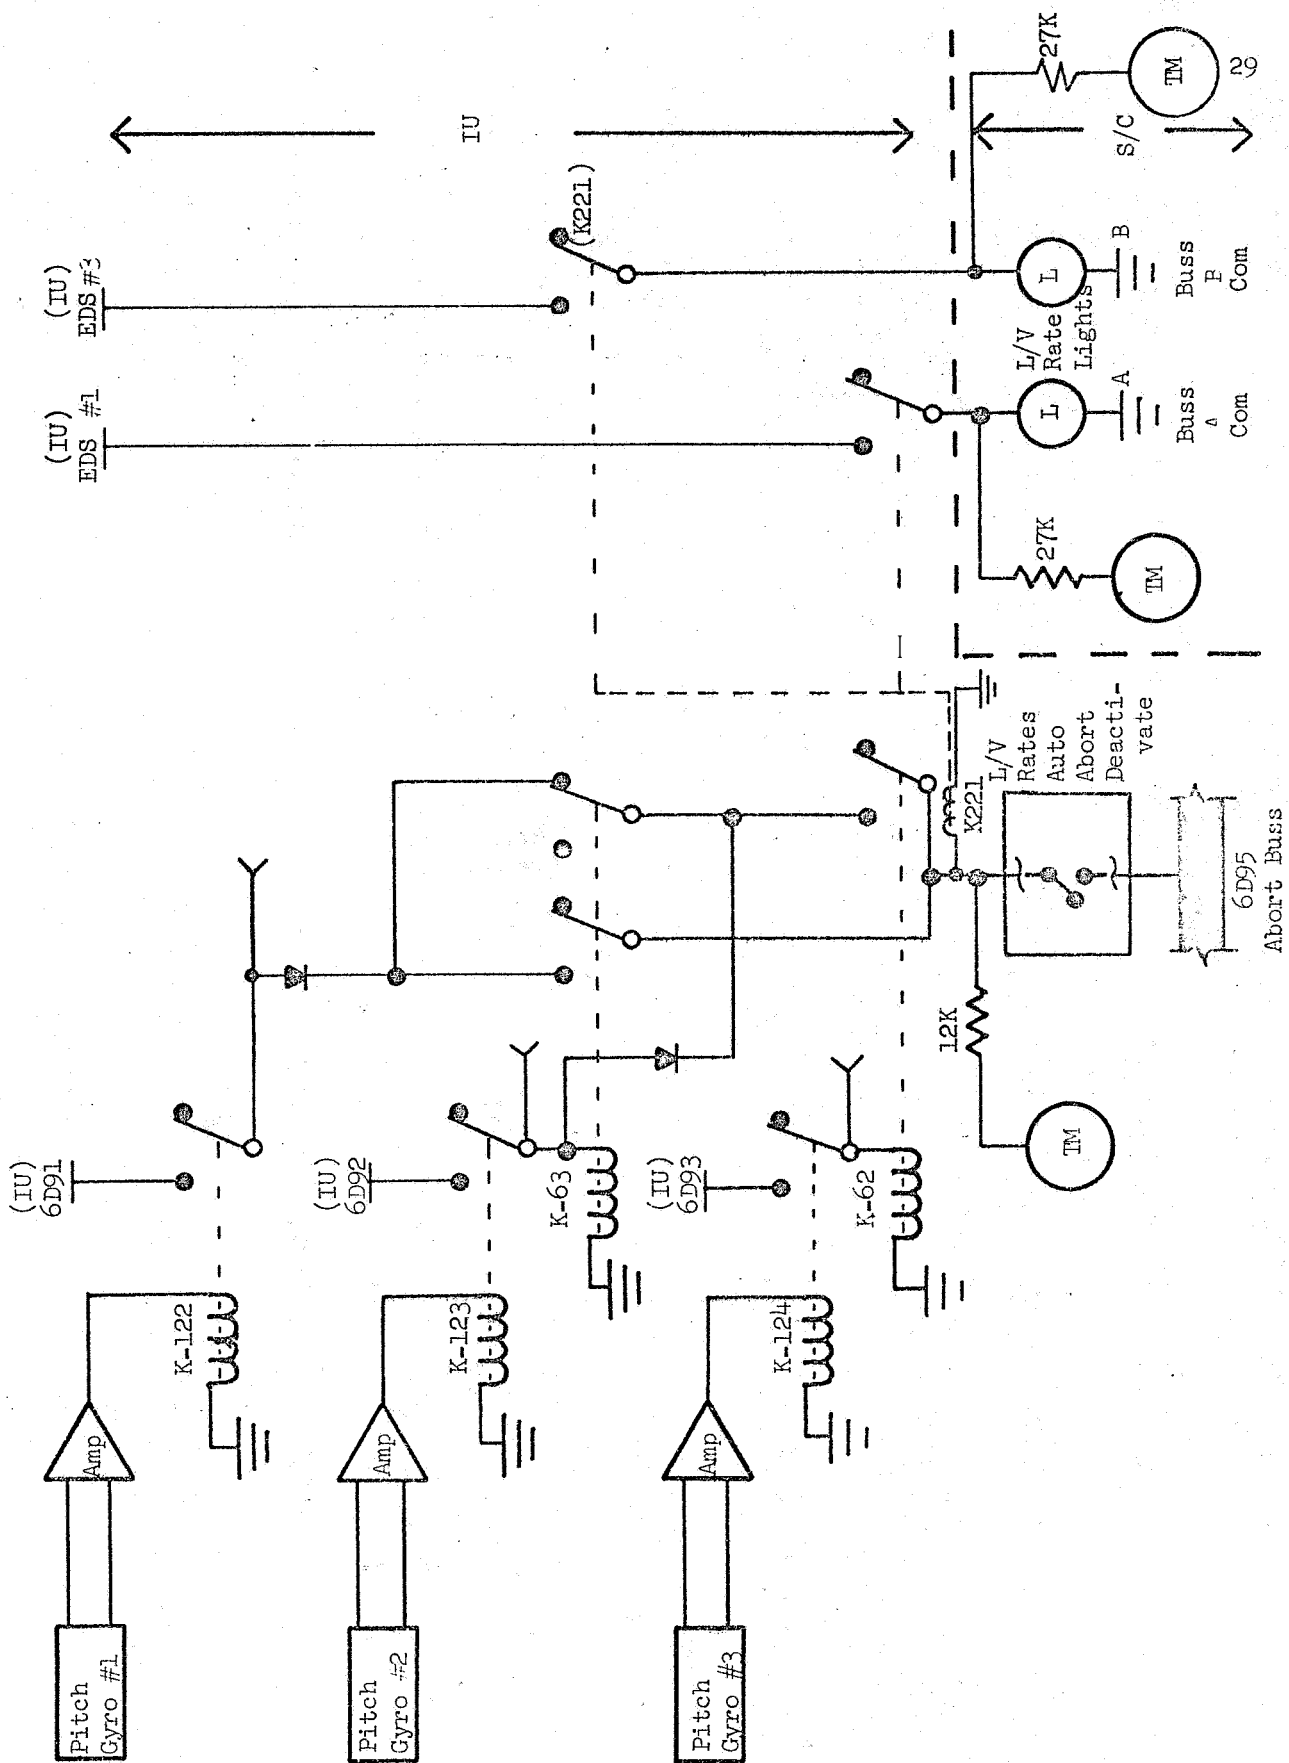 Pitch
Gyro #1
Amp
K-122
(IU)
6D91
Pitch
Gyro #2
Amp
K-123
(IU)
6D92
K-63
Pitch
Gyro #3
Amp
K-124
(IU)
6D93
K-62
TM
12K
K221
L/V
Rates
Auto
Abort
Deacti-
vate
6D95
Abort Buss
(IU)
EDS #1
(IU)
EDS #3
(K221)
IU
S/C
27K
TM
L
A
Buss
A
Com
L/V
Rate
Lights
L
B
Buss
B
Com
27K
TM
29